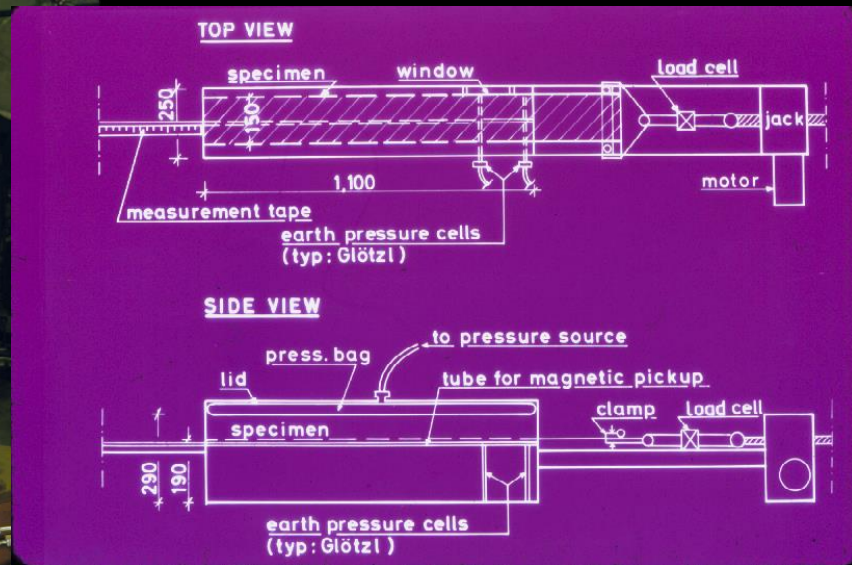 TOP VIEW
specimen
window
load cell
250
150
jack
1,100
motor
measurement tape
earth pressure cells
(typ: Glötzl)
SIDE VIEW
to pressure source
press. bag
lid
tube for magnetic pickup
clamp
load cell
specimen
290
190
earth pressure cells
(typ: Glötzl)